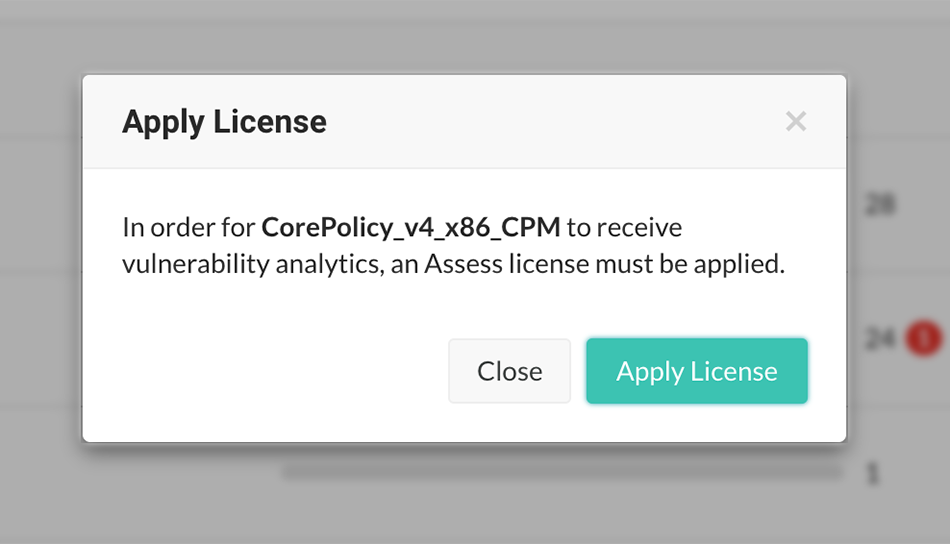 Apply License
×
28
In order for CorePolicy_v4_x86_CPM to receive
vulnerability analytics, an Assess license must be applied.
24
Close
Apply License
1